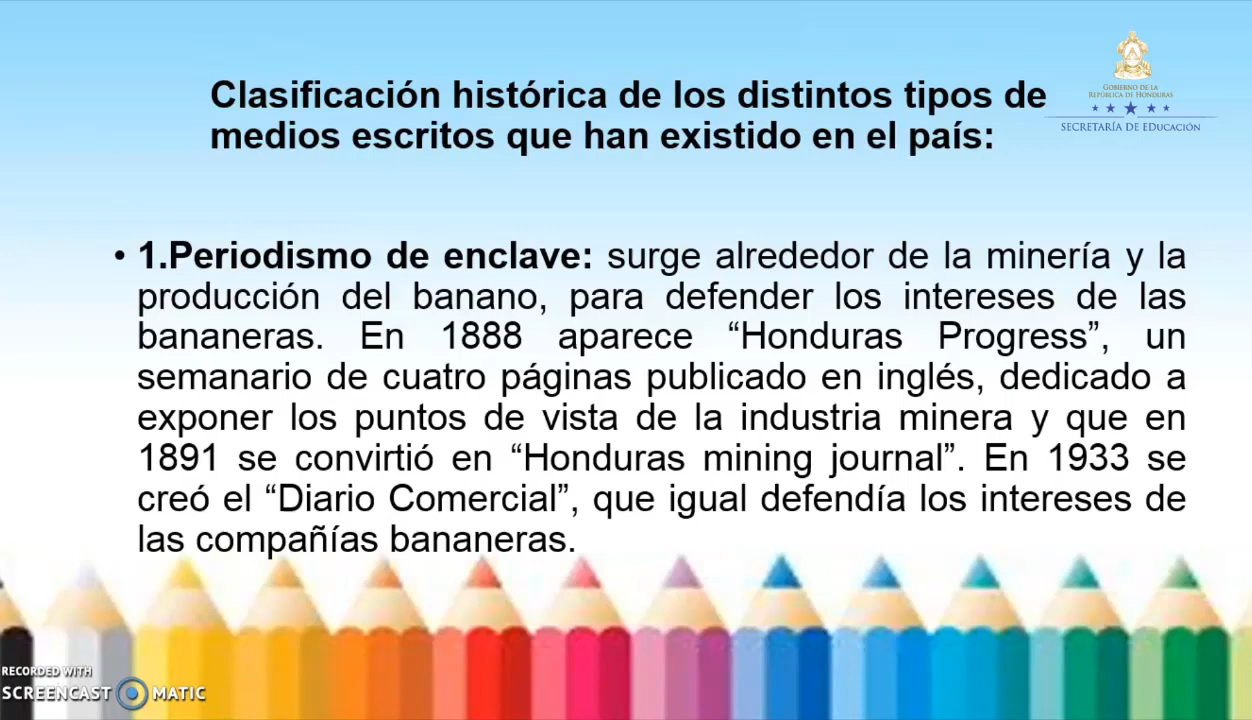 Clasificación histórica de los distintos tipos de
medios escritos que han existido en el país:
GOBIERNO DE LA
REPÚBLICA DE HONDURAS
SECRETARÍA DE EDUCACIÓN
• 1.Periodismo de enclave: surge alrededor de la minería y la
producción del banano, para defender los intereses de las
bananeras. En 1888 aparece “Honduras Progress”, un
semanario de cuatro páginas publicado en inglés, dedicado a
exponer los puntos de vista de la industria minera y que en
1891 se convirtió en “Honduras mining journal”. En 1933 se
creó el “Diario Comercial”, que igual defendía los intereses de
las compañías bananeras.
RECORDED WITH
SCREENCAST MATIC